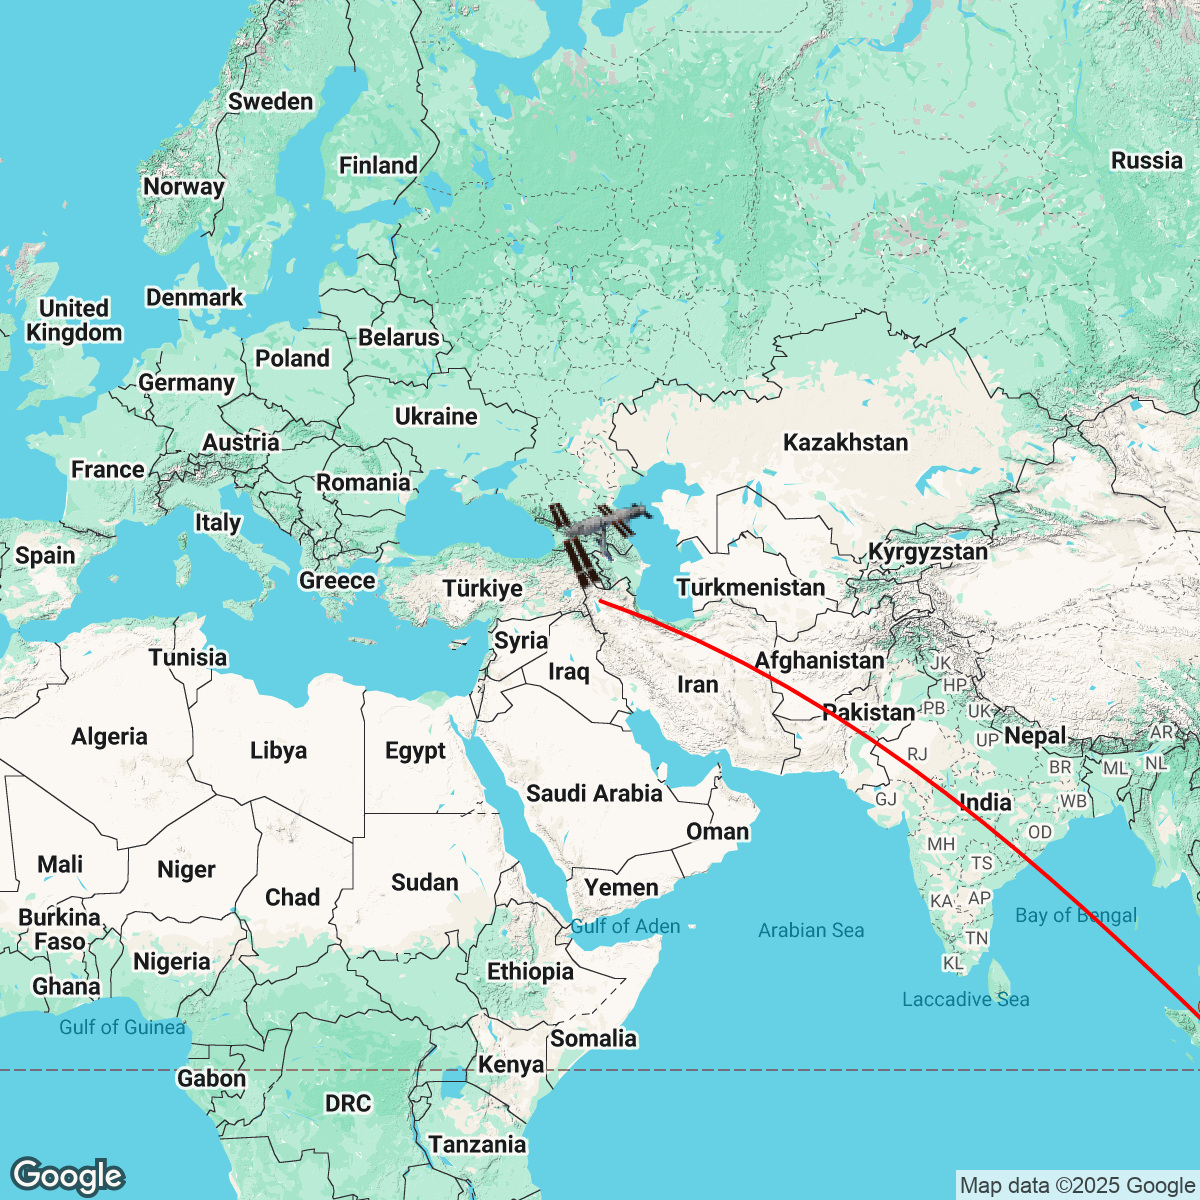 Sweden
Finland
Russia
Norway
Denmark
United
Kingdom
Belarus
Poland
Germany
Ukraine
Austria
Kazakhstan
France
Romania
Italy
Spain
Kyrgyzstan
Greece
Türkiye
Turkmenistan
Syria
Tunisia
Afghanistan
JK
Iraq
Iran
HP
Pakistan
PB
UK
Algeria
Libya
Egypt
UP
Nepal
AR
RJ
BR
ML
NL
Saudi Arabia
GJ
India
WB
Oman
OD
MH
TS
Mali
Niger
Chad
Sudan
Yemen
KA
AP
Burkina
Faso
Gulf of Aden
Arabian Sea
Bay of Bengal
TN
Nigeria
Ethiopia
KL
Ghana
Laccadive Sea
Gulf of Guinea
Somalia
Kenya
Gabon
DRC
Tanzania
Google
Map data ©2025 Google